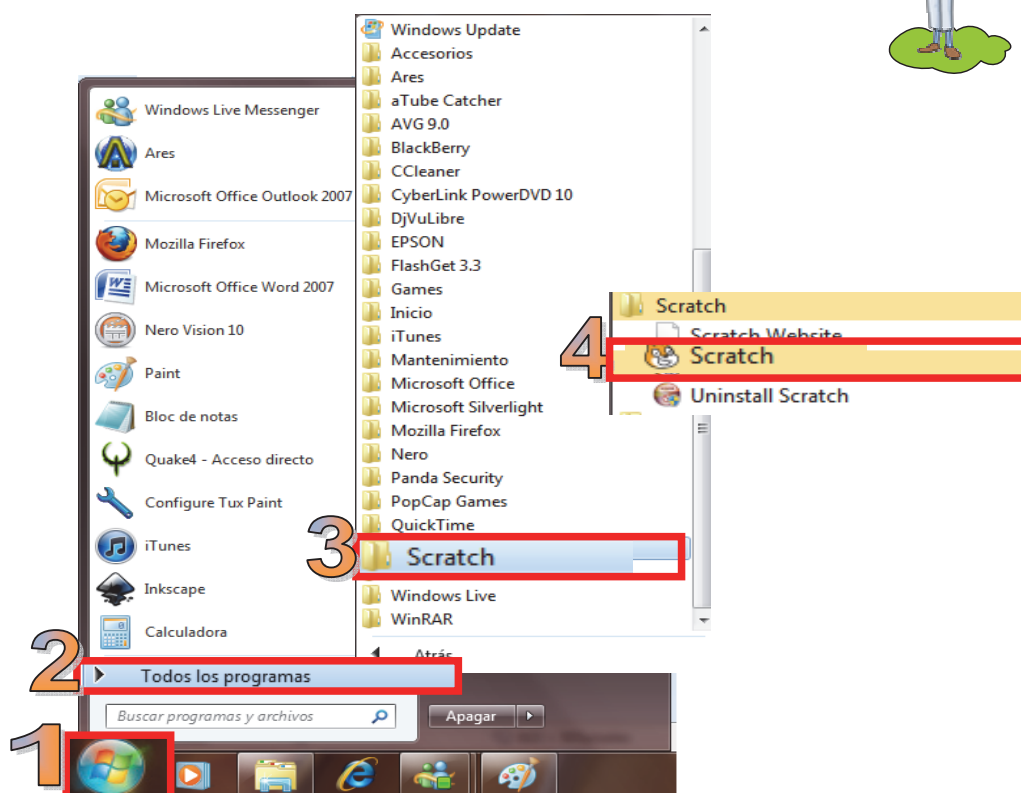 Windows Live Messenger
Ares
Microsoft Office Outlook 2007
Mozilla Firefox
Microsoft Office Word 2007
Nero Vision 10
Paint
Bloc de notas
Quake4 - Acceso directo
Configure Tux Paint
iTunes
Inkscape
Calculadora
2
Todos los programas
Buscar programas y archivos
Apagar
1
Windows Update
Accesorios
Ares
aTube Catcher
AVG 9.0
BlackBerry
CCleaner
CyberLink PowerDVD 10
DjVuLibre
EPSON
FlashGet 3.3
Games
Inicio
iTunes
Mantenimiento
Microsoft Office
Microsoft Silverlight
Mozilla Firefox
Nero
Panda Security
PopCap Games
QuickTime
3
Scratch
Windows Live
WinRAR
Atrás
Scratch
Scratch Website
4
Scratch
Uninstall Scratch